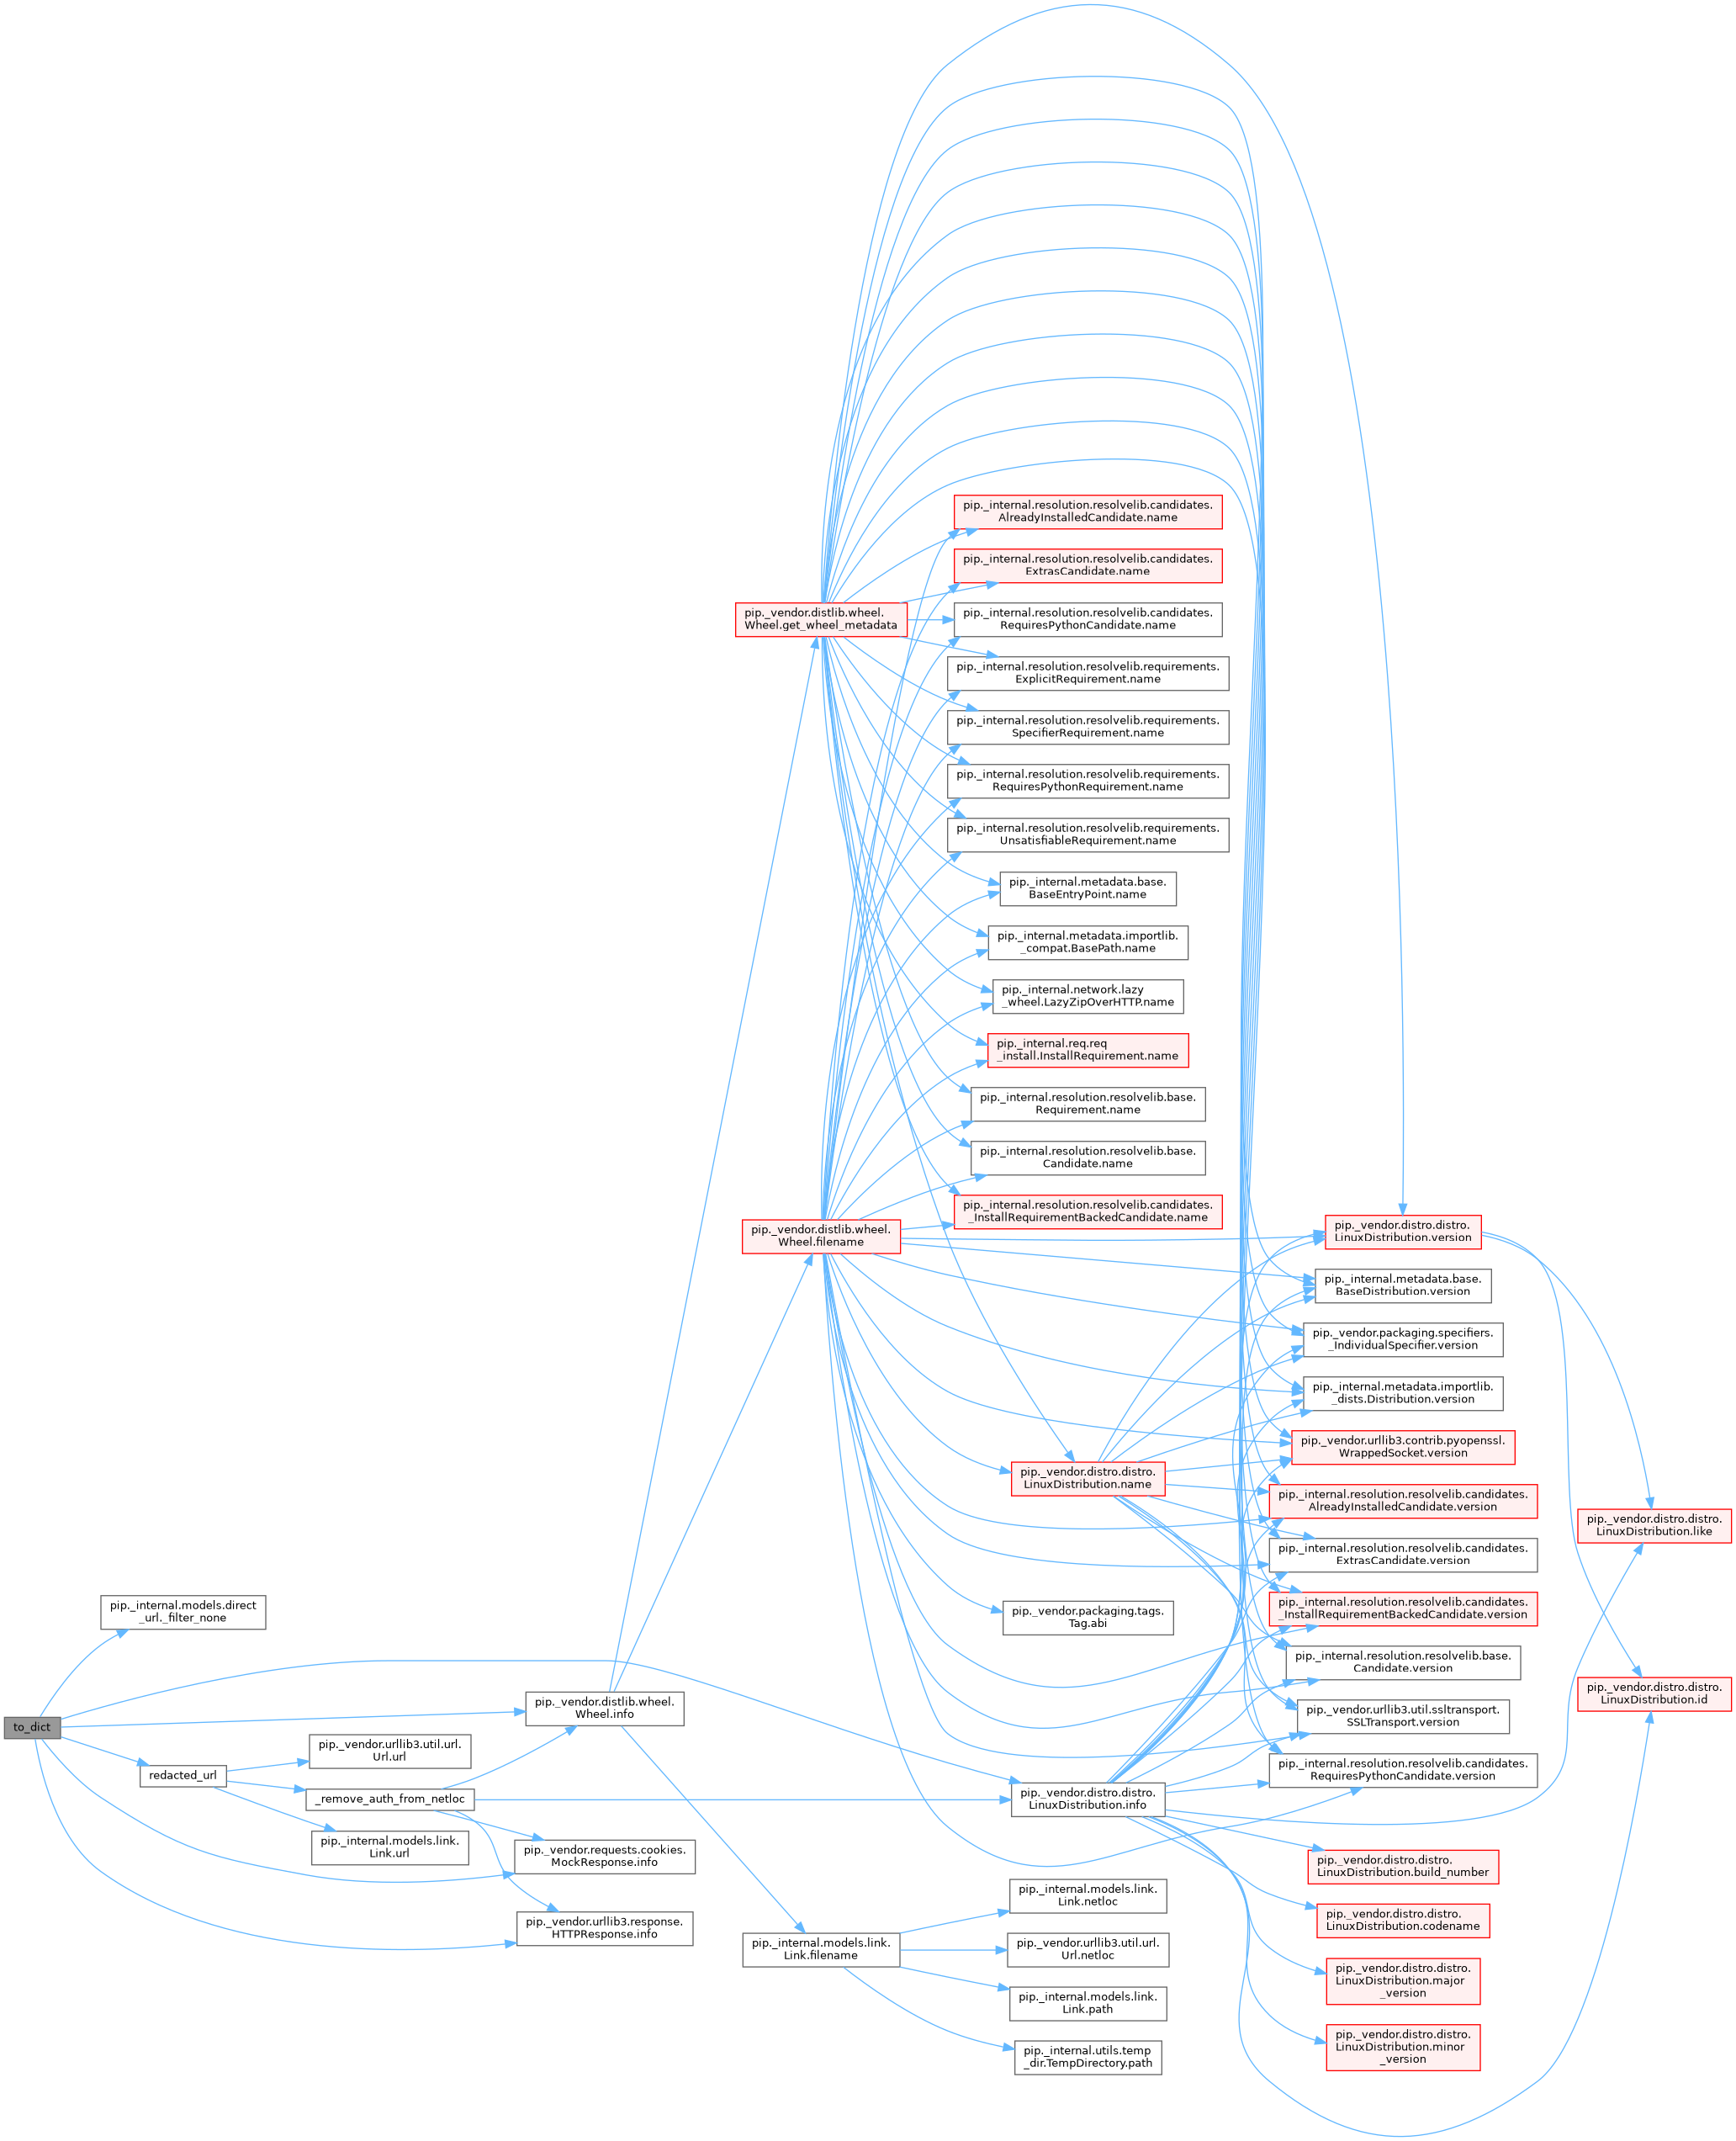 pip._internal.resolution.resolvelib.candidates.
AlreadyInstalledCandidate.name
pip._internal.resolution.resolvelib.candidates.
ExtrasCandidate.name
pip._vendor.distlib.wheel.
Wheel.get_wheel_metadata
pip._internal.resolution.resolvelib.candidates.
RequiresPythonCandidate.name
pip._internal.resolution.resolvelib.requirements.
ExplicitRequirement.name
pip._internal.resolution.resolvelib.requirements.
SpecifierRequirement.name
pip._internal.resolution.resolvelib.requirements.
RequiresPythonRequirement.name
pip._internal.resolution.resolvelib.requirements.
UnsatisfiableRequirement.name
pip._internal.metadata.base.
BaseEntryPoint.name
pip._internal.metadata.importlib.
_compat.BasePath.name
pip._internal.network.lazy
_wheel.LazyZipOverHTTP.name
pip._internal.req.req
_install.InstallRequirement.name
pip._internal.resolution.resolvelib.base.
Requirement.name
pip._internal.resolution.resolvelib.base.
Candidate.name
pip._internal.resolution.resolvelib.candidates.
_InstallRequirementBackedCandidate.name
pip._vendor.distlib.wheel.
Wheel.filename
pip._vendor.distro.distro.
LinuxDistribution.version
pip._internal.metadata.base.
BaseDistribution.version
pip._vendor.packaging.specifiers.
_IndividualSpecifier.version
pip._internal.metadata.importlib.
_dists.Distribution.version
pip._vendor.urllib3.contrib.pyopenssl.
WrappedSocket.version
pip._vendor.distro.distro.
LinuxDistribution.name
pip._internal.resolution.resolvelib.candidates.
AlreadyInstalledCandidate.version
pip._vendor.distro.distro.
LinuxDistribution.like
pip._internal.resolution.resolvelib.candidates.
ExtrasCandidate.version
pip._internal.models.direct
_url._filter_none
pip._vendor.packaging.tags.
Tag.abi
pip._internal.resolution.resolvelib.candidates.
_InstallRequirementBackedCandidate.version
pip._internal.resolution.resolvelib.base.
Candidate.version
pip._vendor.distro.distro.
LinuxDistribution.id
to_dict
pip._vendor.distlib.wheel.
Wheel.info
pip._vendor.urllib3.util.ssltransport.
SSLTransport.version
pip._vendor.urllib3.util.url.
Url.url
redacted_url
pip._internal.resolution.resolvelib.candidates.
RequiresPythonCandidate.version
_remove_auth_from_netloc
pip._vendor.distro.distro.
LinuxDistribution.info
pip._internal.models.link.
Link.url
pip._vendor.requests.cookies.
MockResponse.info
pip._vendor.distro.distro.
LinuxDistribution.build_number
pip._internal.models.link.
Link.netloc
pip._vendor.distro.distro.
LinuxDistribution.codename
pip._vendor.urllib3.response.
HTTPResponse.info
pip._internal.models.link.
Link.filename
pip._vendor.urllib3.util.url.
Url.netloc
pip._vendor.distro.distro.
LinuxDistribution.major
_version
pip._internal.models.link.
Link.path
pip._internal.utils.temp
_dir.TempDirectory.path
pip._vendor.distro.distro.
LinuxDistribution.minor
_version